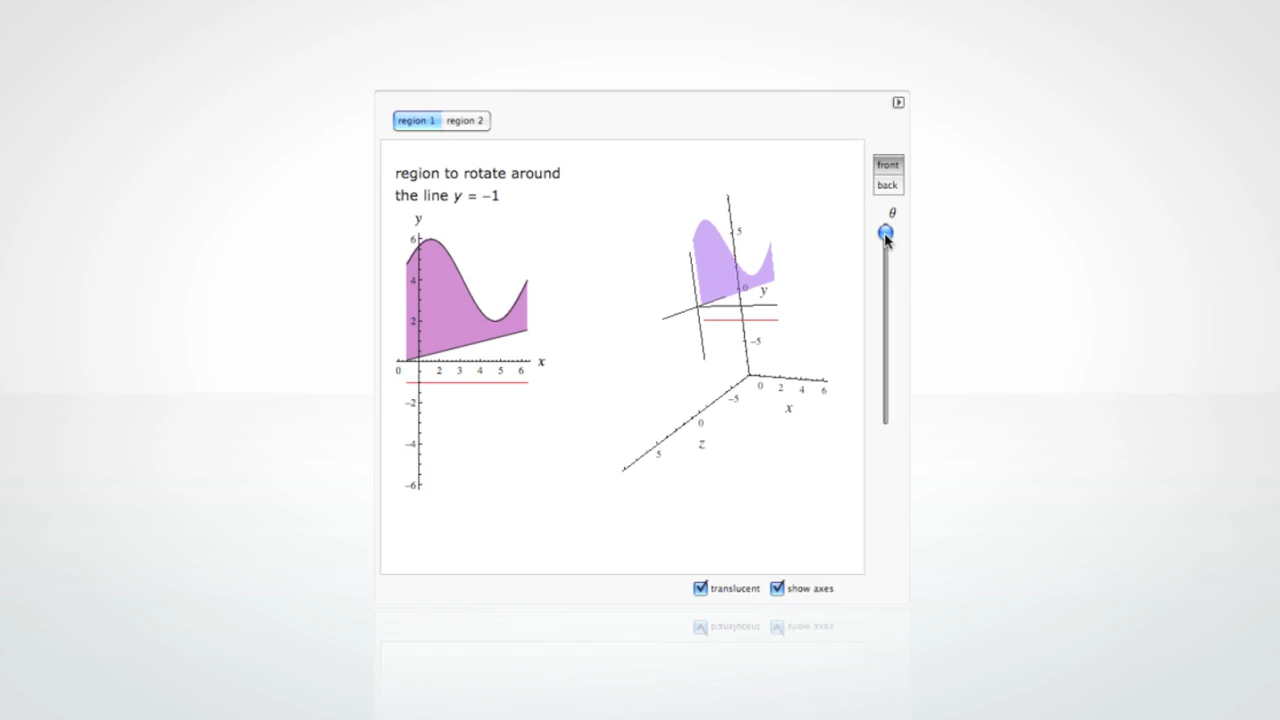 region 1 region 2
front
back
θ
region to rotate around
the line y = −1
y
6
4
2
0 2 3 4 5 6 x
−2
−4
−6
5
0 y
−5
0 2 4 6
x
−5
0
z
5
translucent show axes